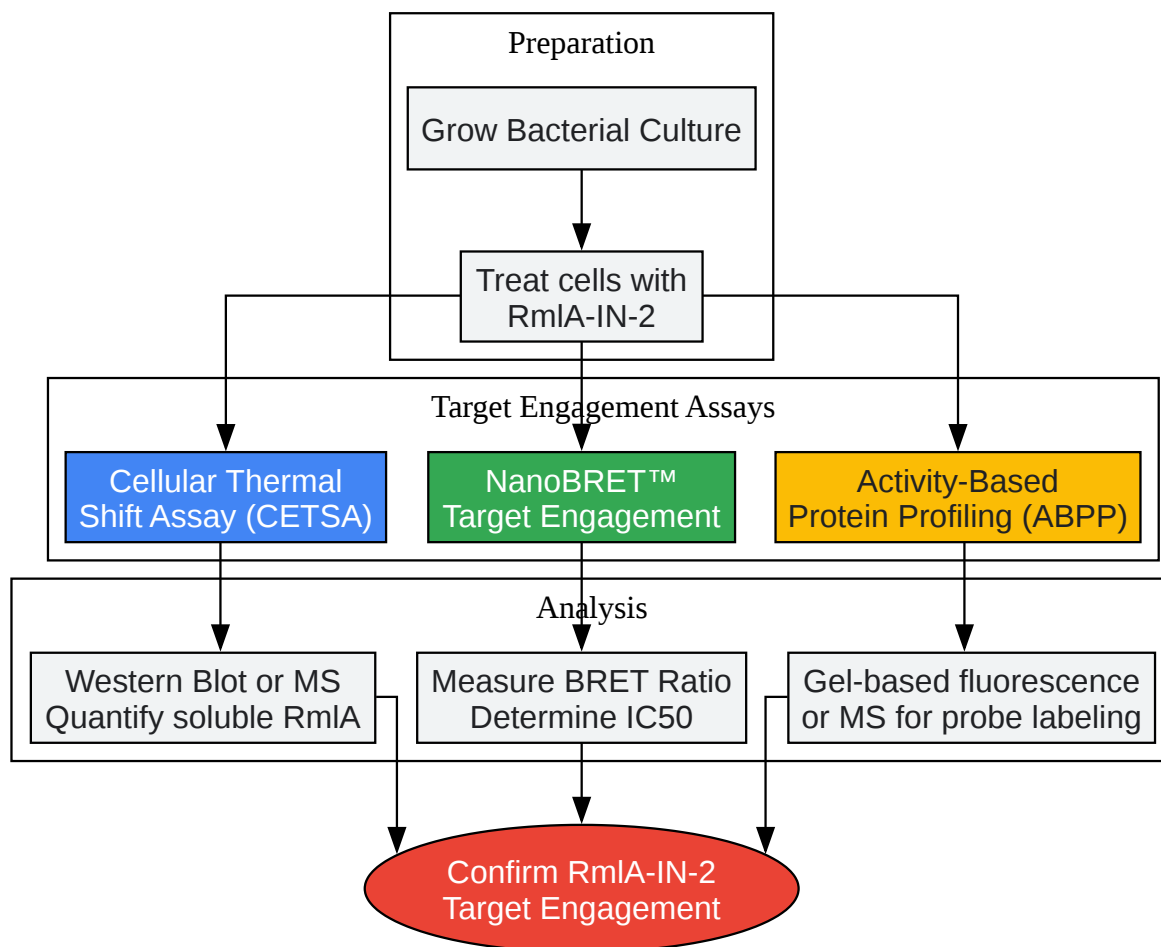 Preparation
Grow Bacterial Culture
Treat cells with
RmlA-IN-2
Target Engagement Assays
Cellular Thermal
Shift Assay (CETSA)
NanoBRET™
Target Engagement
Activity-Based
Protein Profiling (ABPP)
Analysis
Western Blot or MS
Quantify soluble RmlA
Measure BRET Ratio
Determine IC50
Gel-based fluorescence
or MS for probe labeling
Confirm RmlA-IN-2
Target Engagement